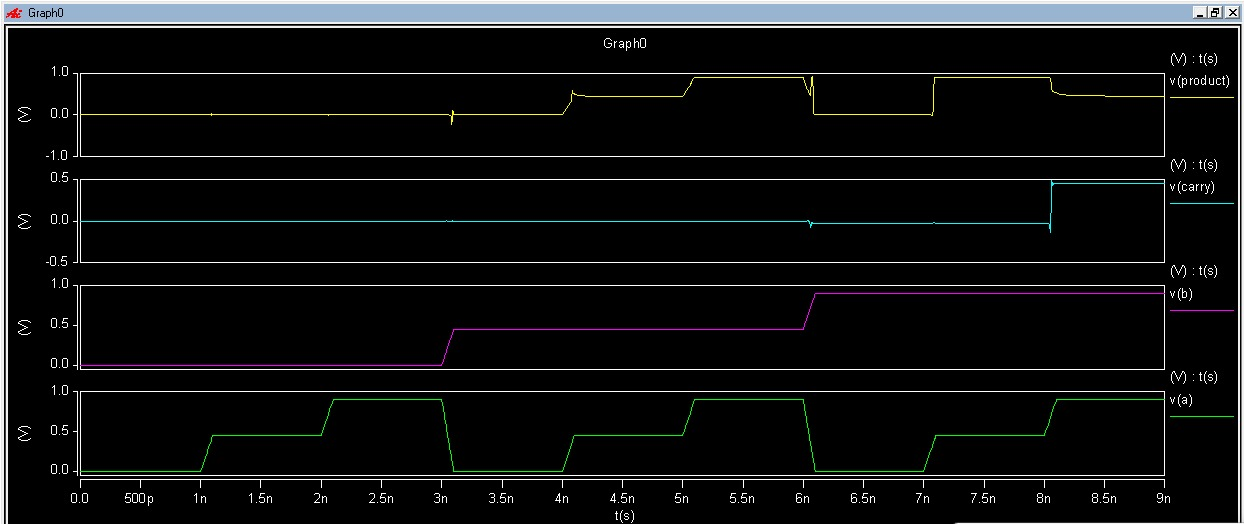 Graph0
Graph0
(V) : t(s)
1.0
v(product)
(V)
0.0
-1.0
(V) : t(s)
0.5
v(carry)
(V)
0.0
-0.5
(V) : t(s)
1.0
v(b)
(V)
0.5
0.0
(V) : t(s)
1.0
v(a)
(V)
0.5
0.0
0.0 500p 1n 1.5n 2n 2.5n 3n 3.5n 4n 4.5n 5n 5.5n 6n 6.5n 7n 7.5n 8n 8.5n 9n
t(s)